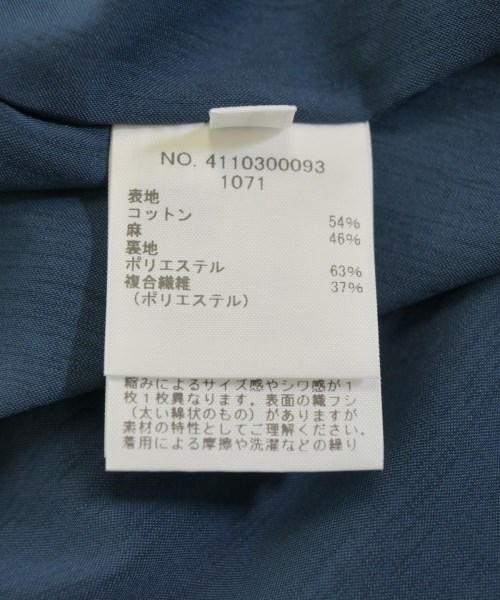 NO. 4110300093
1071
表地
コットン 54%
麻 46%
裏地
ポリエステル 63%
複合繊維 37%
（ポリエステル）
縮みによるサイズ感やシワ感が1
枚1枚異なります。表面の織フシ
（太い綿状のもの）がありますが
素材の特性としてご理解ください。
着用による摩擦や洗濯などの繰り